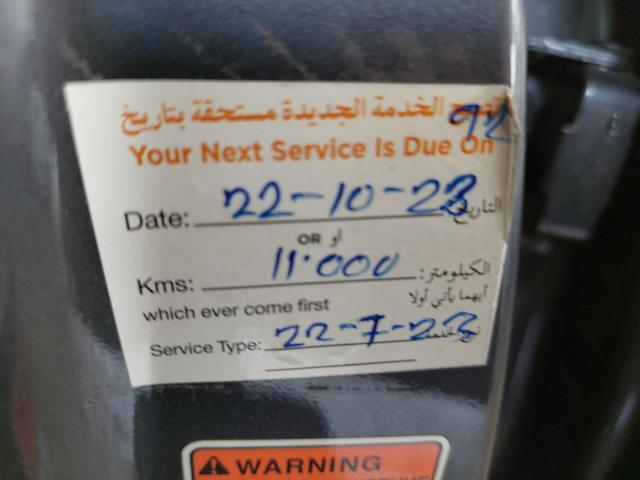 الخدمة الجديدة مستحقة بتاريخ
Your Next Service Is Due On
Date: 22-10-23 التاريخ
OR أو
Kms: 11.000 الكيلومتر:
which ever come first أيهما يأتي أولا
Service Type: 22-7-23
WARNING